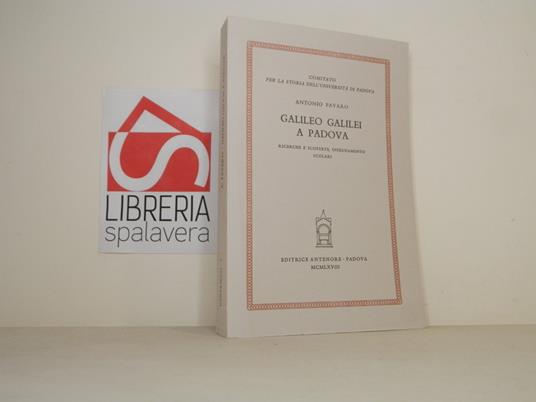 LIBRERIA
spalavera
COMITATO
PER LA STORIA DELL'UNIVERSITÀ DI PADOVA
ANTONIO FAVARO
GALILEO GALILEI
A PADOVA
RICERCHE E SCOPERTE, INSEGNAMENTO
SCOLARI
EDITRICE ANTENORE · PADOVA
MCMLXVIII